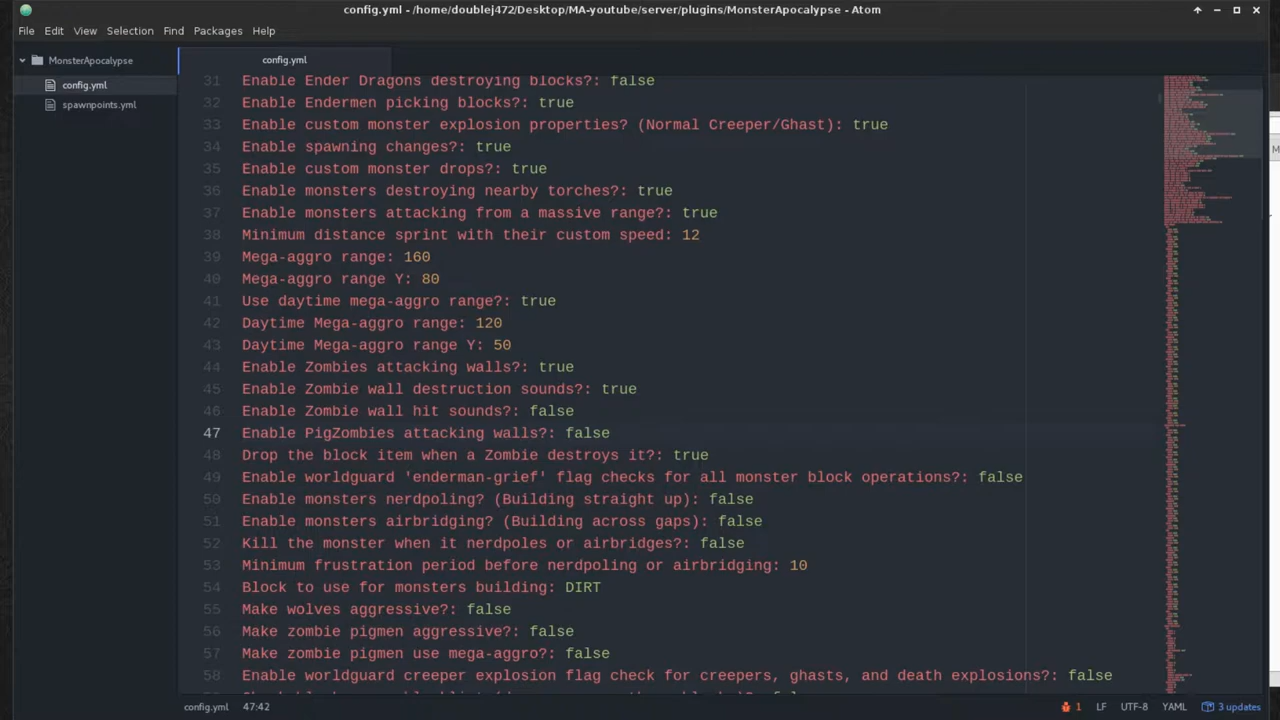 config.yml - /home/doublej472/Desktop/MA-youtube/server/plugins/MonsterApocalypse - Atom
File Edit View Selection Find Packages Help
MonsterApocalypse
config.yml
spawnpoints.yml
config.yml
31 Enable Ender Dragons destroying blocks?: false
32 Enable Endermen picking blocks?: true
33 Enable custom monster explosion properties? (Normal Creeper/Ghast): true
34 Enable spawning changes?: true
35 Enable custom monster drops?: true
36 Enable monsters destroying nearby torches?: true
37 Enable monsters attacking from a massive range?: true
38 Minimum distance sprint with their custom speed: 12
39 Mega-aggro range: 160
40 Mega-aggro range Y: 80
41 Use daytime mega-aggro range?: true
42 Daytime Mega-aggro range: 120
43 Daytime Mega-aggro range Y: 50
44 Enable Zombies attacking walls?: true
45 Enable Zombie wall destruction sounds?: true
46 Enable Zombie wall hit sounds?: false
47 Enable PigZombies attacking walls?: false
48 Drop the block item when a Zombie destroys it?: true
49 Enable worldguard 'enderman-grief' flag checks for all monster block operations?: false
50 Enable monsters nerdpoling? (Building straight up): false
51 Enable monsters airbridging? (Building across gaps): false
52 Kill the monster when it nerdpoles or airbridges?: false
53 Minimum frustration period before nerdpoling or airbridging: 10
54 Block to use for monsters building: DIRT
55 Make wolves aggressive?: false
56 Make zombie pigmen aggressive?: false
57 Make zombie pigmen use mega-aggro?: false
58 Enable worldguard creeper explosion flag check for creepers, ghasts, and death explosions?: false
config.yml 47:42 1 LF UTF-8 YAML 3 updates